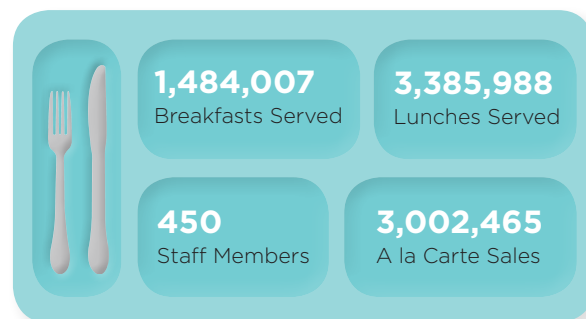 1,484,007
Breakfasts Served
3,385,988
Lunches Served
450
Staff Members
3,002,465
A la Carte Sales